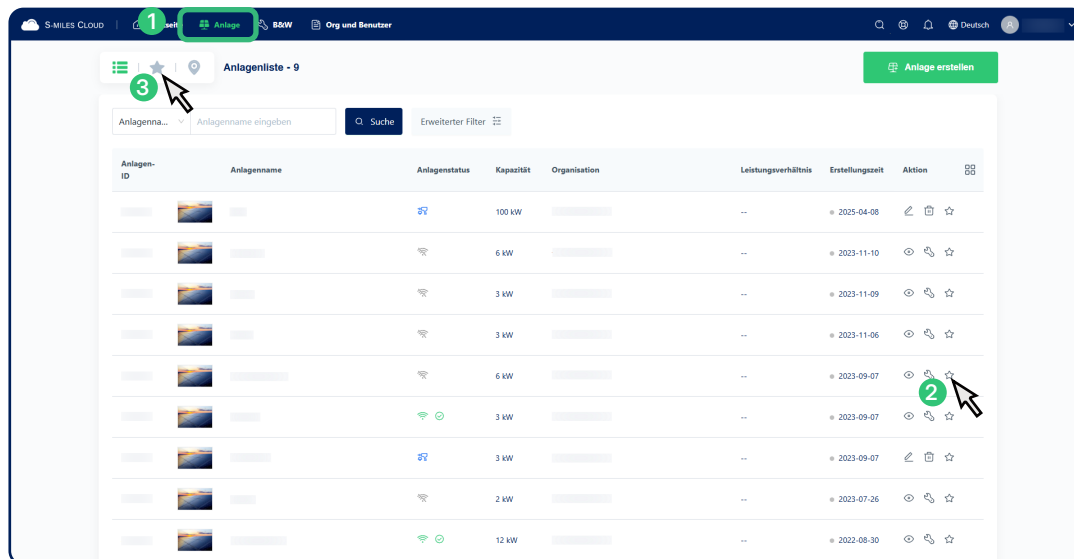 S-MILES CLOUD
1
Anlage
B&W
Org und Benutzer
Deutsch
Anlagenliste - 9
Anlage erstellen
3
Anlagenna...
Anlagenname eingeben
Suche
Erweiterter Filter
Anlagen-
ID
Anlagenname
Anlagenstatus
Kapazität
Organisation
Leistungsverhältnis
Erstellungszeit
Aktion
100 kW -- 2025-04-08
6 kW -- 2023-11-10
3 kW -- 2023-11-09
3 kW -- 2023-11-06
6 kW -- 2023-09-07
2
3 kW -- 2023-09-07
3 kW -- 2023-09-07
2 kW -- 2023-07-26
12 kW -- 2022-08-30